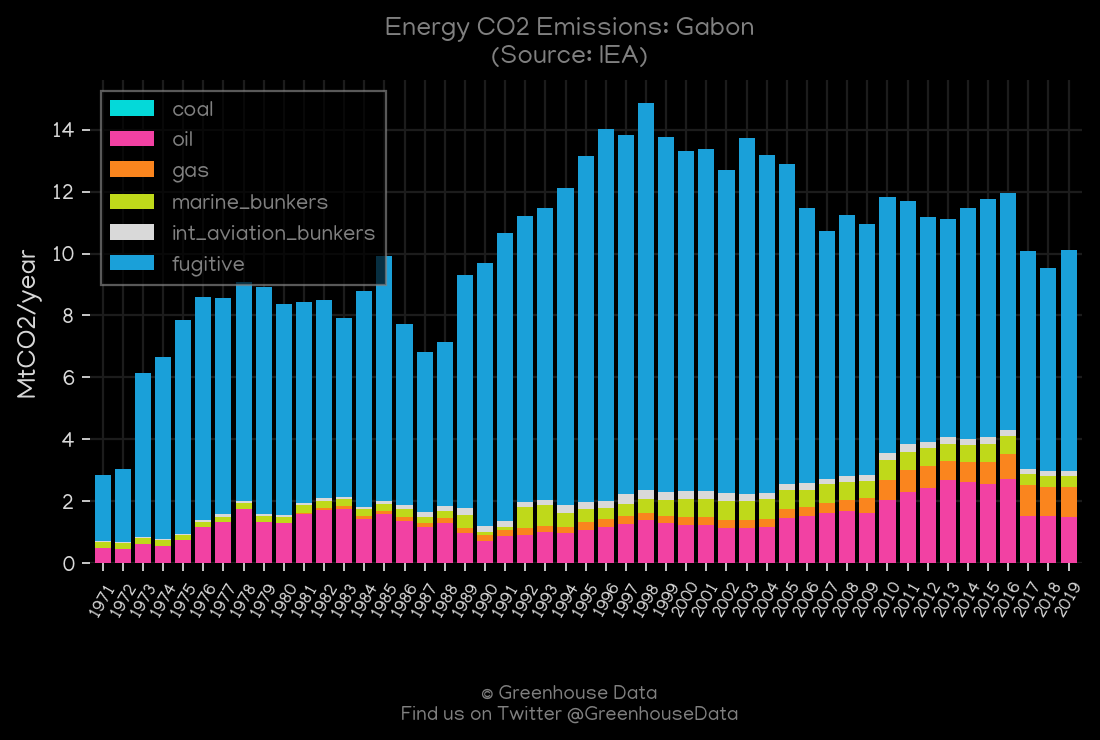 Energy CO2 Emissions: Gabon
(Source: IEA)
coal
oil
gas
marine_bunkers
int_aviation_bunkers
fugitive
MtCO2/year
14
12
10
8
6
4
2
0
1971 1972 1973 1974 1975 1976 1977 1978 1979 1980 1981 1982 1983 1984 1985 1986 1987 1988 1989 1990 1991 1992 1993 1994 1995 1996 1997 1998 1999 2000 2001 2002 2003 2004 2005 2006 2007 2008 2009 2010 2011 2012 2013 2014 2015 2016 2017 2018 2019
© Greenhouse Data
Find us on Twitter @GreenhouseData